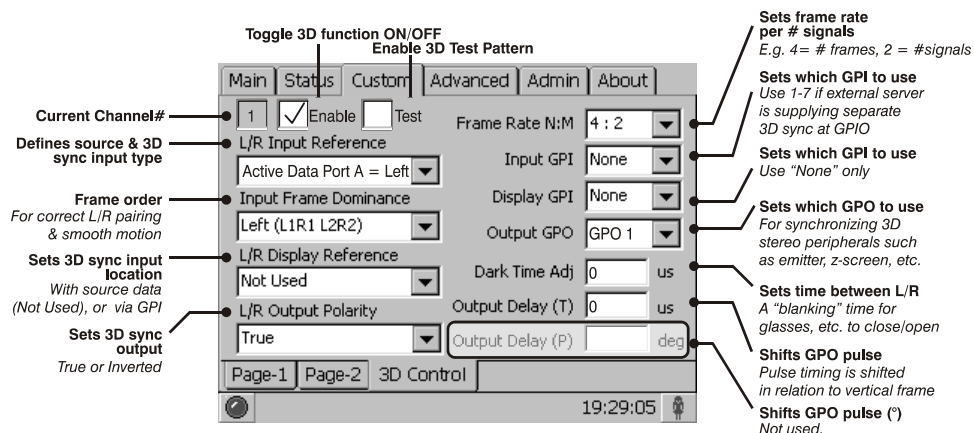 Toggle 3D function ON/OFF
Enable 3D Test Pattern
Current Channel#
Defines source & 3D
sync input type
Frame order
For correct L/R pairing
& smooth motion
Sets 3D sync input
location
With source data
(Not Used), or via GPI
Sets 3D sync
output
True or Inverted
Main Status Custom Advanced Admin About
1 Enable Test
L/R Input Reference
Active Data Port A = Left
Input Frame Dominance
Left (L1R1 L2R2)
L/R Display Reference
Not Used
L/R Output Polarity
True
Frame Rate N:M 4 : 2
Input GPI None
Display GPI None
Output GPO GPO 1
Dark Time Adj 0 us
Output Delay (T) 0 us
Output Delay (P) deg
Page-1 Page-2 3D Control
19:29:05
Sets frame rate
per # signals
E.g. 4= # frames, 2 = #signals
Sets which GPI to use
Use 1-7 if external server
is supplying separate
3D sync at GPIO
Sets which GPI to use
Use “None” only
Sets which GPO to use
For synchronizing 3D
stereo peripherals such
as emitter, z-screen, etc.
Sets time between L/R
A “blanking” time for
glasses, etc. to close/open
Shifts GPO pulse
Pulse timing is shifted
in relation to vertical frame
Shifts GPO pulse (°)
Not used.